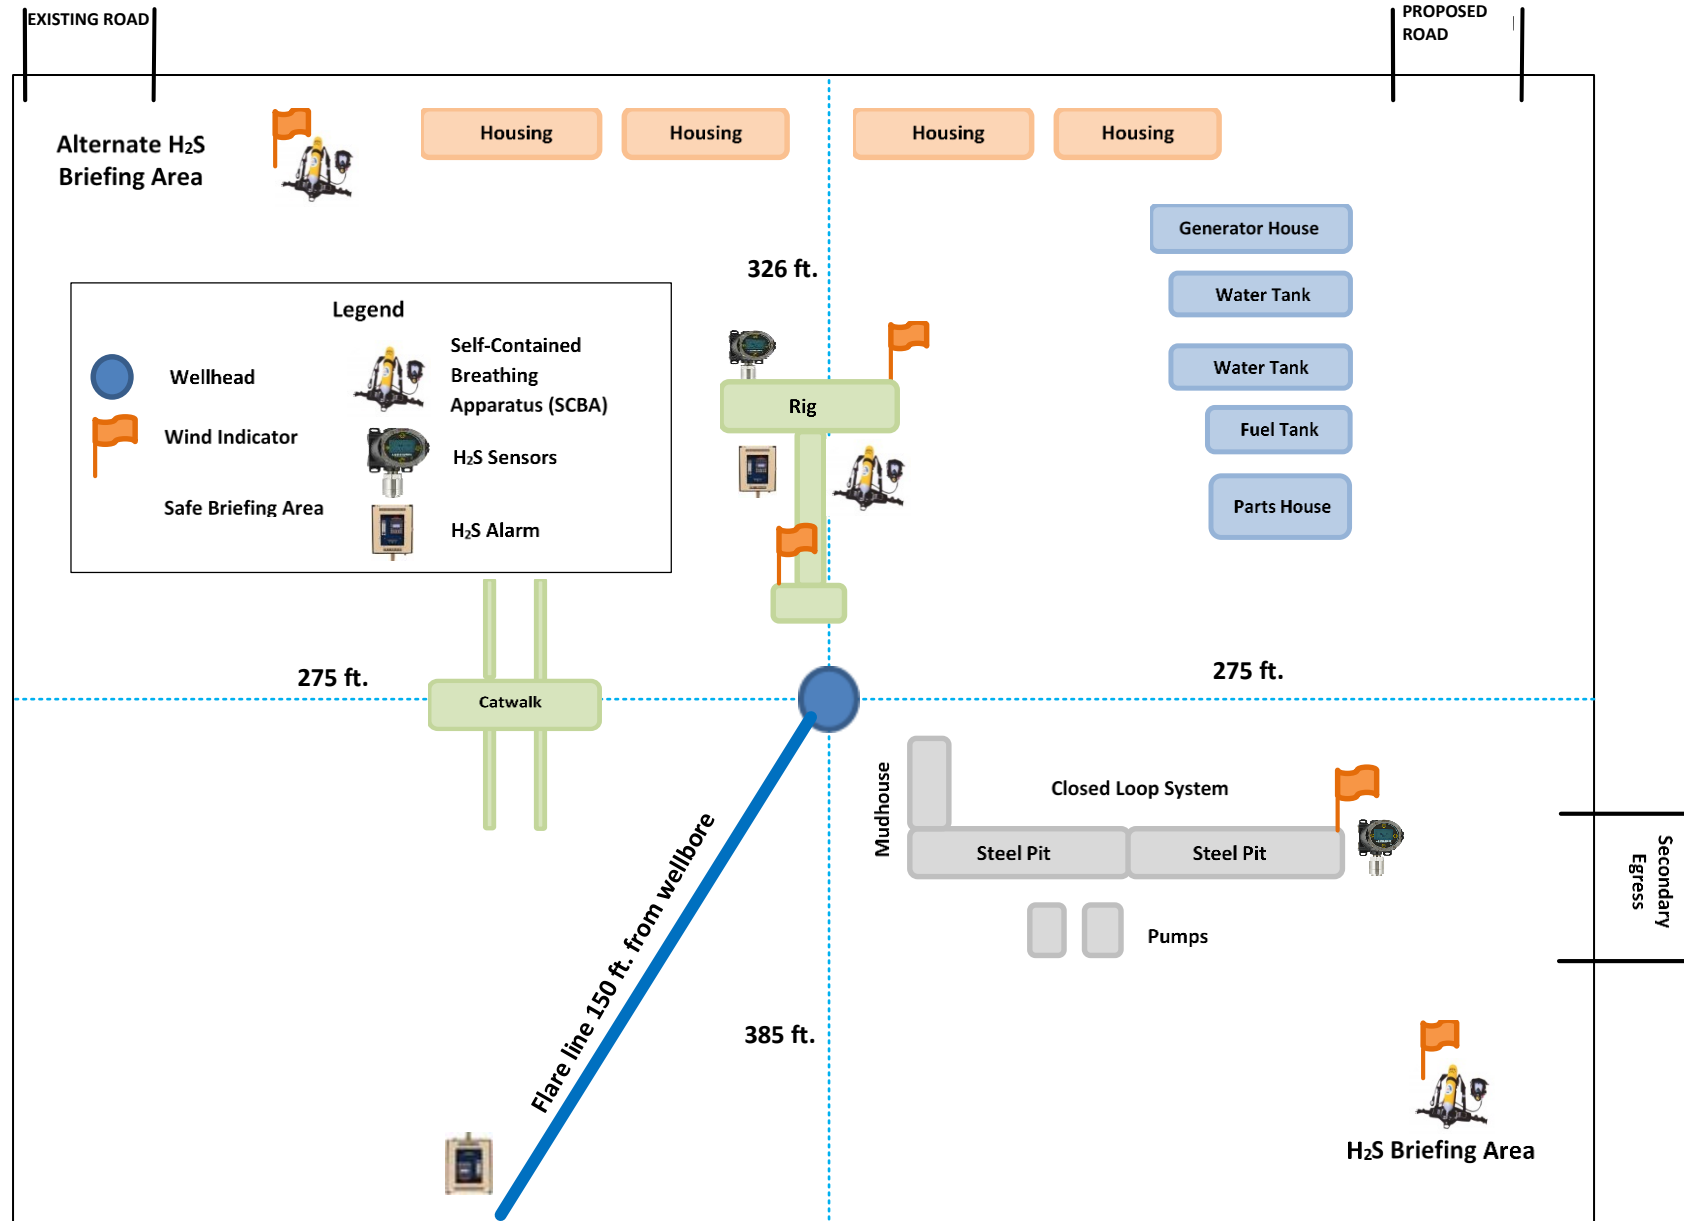 EXISTING ROAD
PROPOSED
ROAD
Alternate H₂S
Briefing Area
Housing
Housing
Housing
Housing
Generator House
Water Tank
Water Tank
Fuel Tank
Parts House
326 ft.
Legend
Wellhead
Wind Indicator
Safe Briefing Area
Self-Contained
Breathing
Apparatus (SCBA)
H₂S Sensors
H₂S Alarm
Rig
275 ft.
275 ft.
Catwalk
Mudhouse
Closed Loop System
Steel Pit
Steel Pit
Pumps
Secondary
Egress
Flare line 150 ft. from wellbore
385 ft.
H₂S Briefing Area